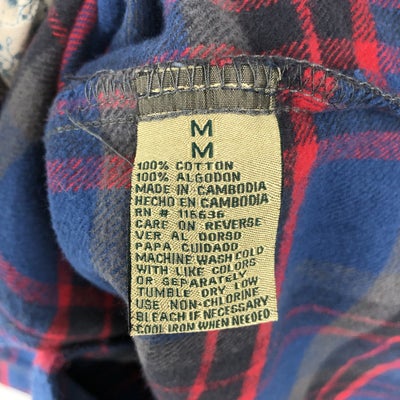 M
M
100% COTTON
100% ALGODON
MADE IN CAMBODIA
HECHO EN CAMBODIA
RN # 116636
CARE ON REVERSE
VER AL DORSO
PAPA CUIDADO
MACHINE WASH COLD
WITH LIKE COLORS
OR SEPARATELY
TUMBLE DRY LOW
USE NON-CHLORINE
BLEACH IF NECESSARY
COOL IRON WHEN NEEDED